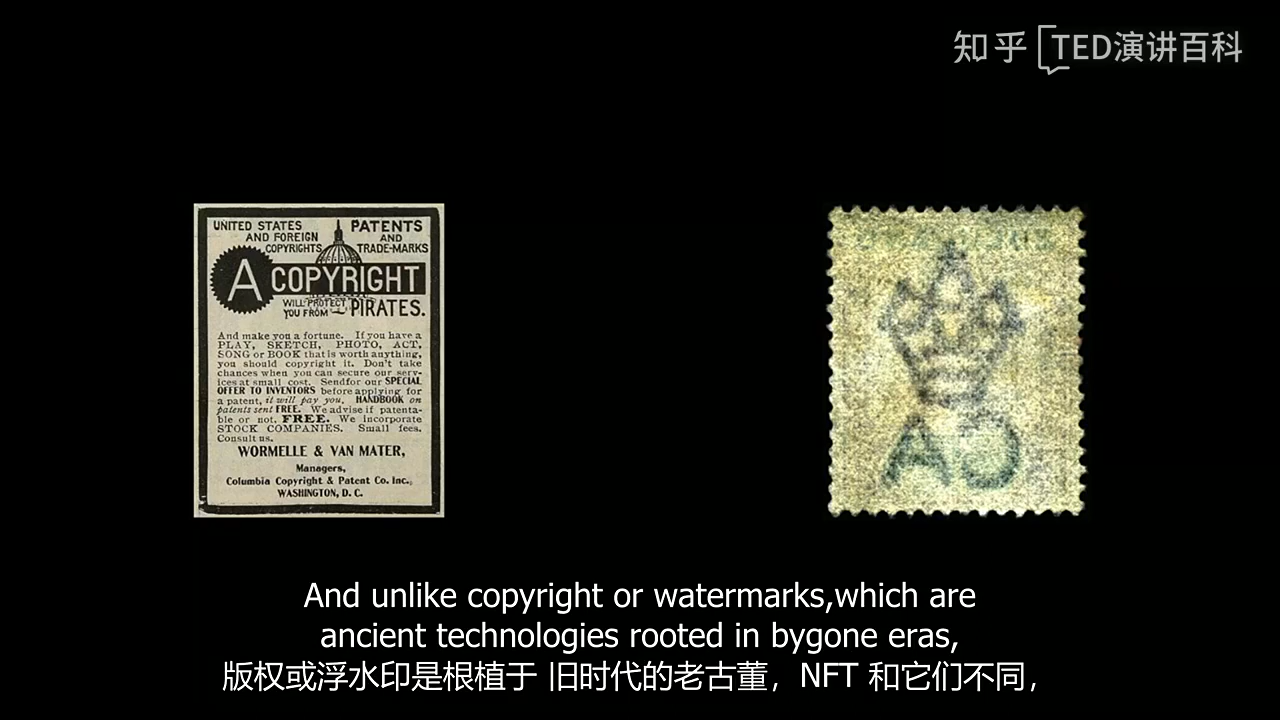 知乎 TED演讲百科
UNITED STATES
AND FOREIGN
COPYRIGHTS
PATENTS
AND
TRADE-MARKS
A COPYRIGHT
WILL PROTECT
YOU FROM
PIRATES.
And make you a fortune. If you have a
PLAY, SKETCH, PHOTO, ACT,
SONG or BOOK that is worth anything,
you should copyright it. Don't take
chances when you can secure our serv-
ices at small cost. Send for our SPECIAL
OFFER TO INVENTORS before applying for
a patent, it will pay you. HANDBOOK on
patents sent FREE. We advise if patenta-
ble or not. FREE. We incorporate
STOCK COMPANIES. Small fees.
Consult us.
WORMELLE & VAN MATER,
Managers,
Columbia Copyright & Patent Co. Inc.,
WASHINGTON, D. C.
And unlike copyright or watermarks,which are
ancient technologies rooted in bygone eras,
版权或浮水印是根植于 旧时代的老古董，NFT 和它们不同，